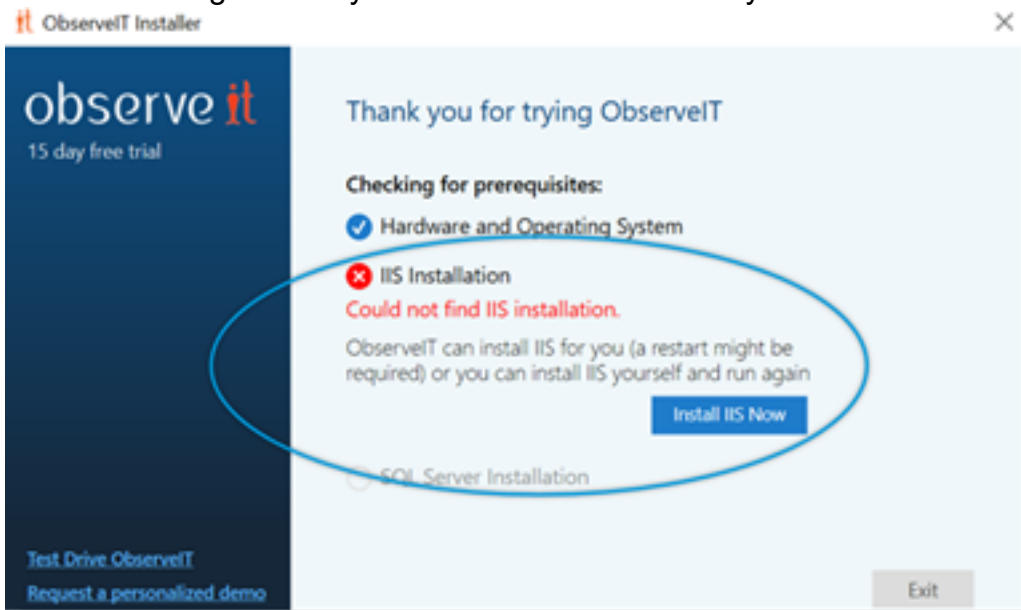 ObserveIT Installer
observe it
15 day free trial
Thank you for trying ObserveIT
Checking for prerequisites:
Hardware and Operating System
IIS Installation
Could not find IIS installation.
ObserveIT can install IIS for you (a restart might be
required) or you can install IIS yourself and run again
Install IIS Now
SQL Server Installation
Test Drive ObserveIT
Request a personalized demo
Exit